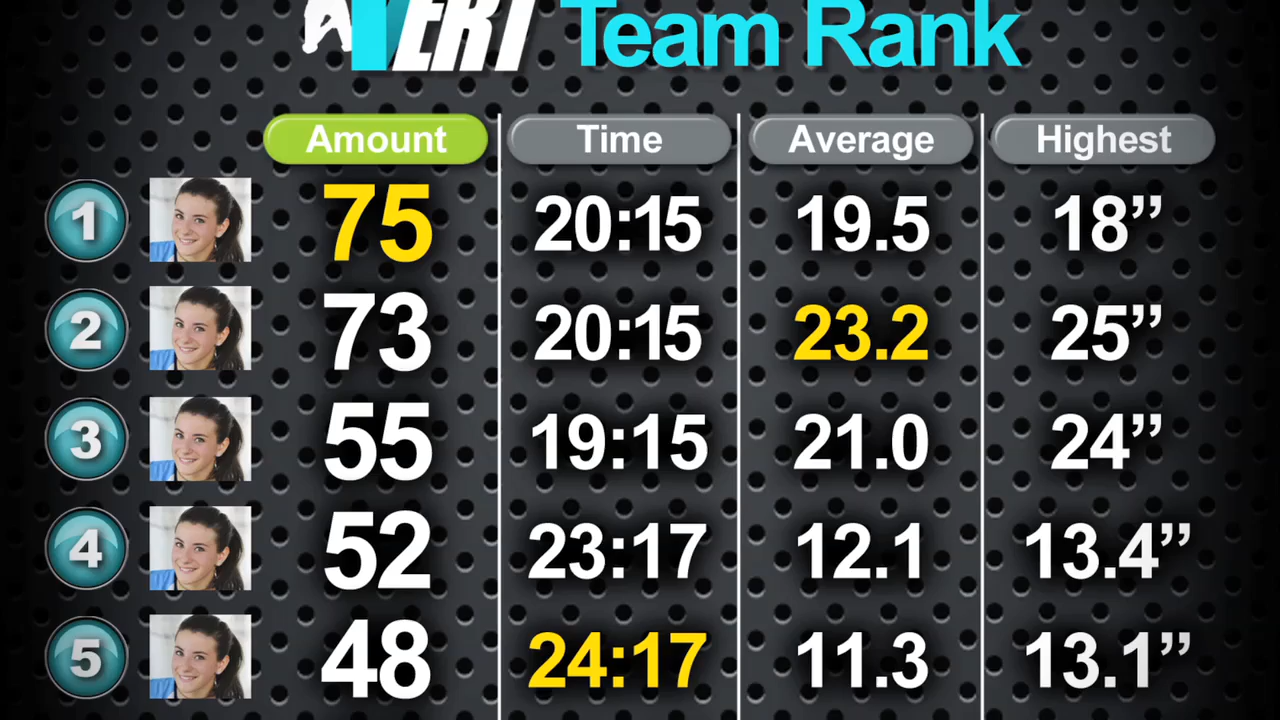 VERT Team Rank
Amount Time Average Highest
1 75 20:15 19.5 18”
2 73 20:15 23.2 25”
3 55 19:15 21.0 24”
4 52 23:17 12.1 13.4”
5 48 24:17 11.3 13.1”